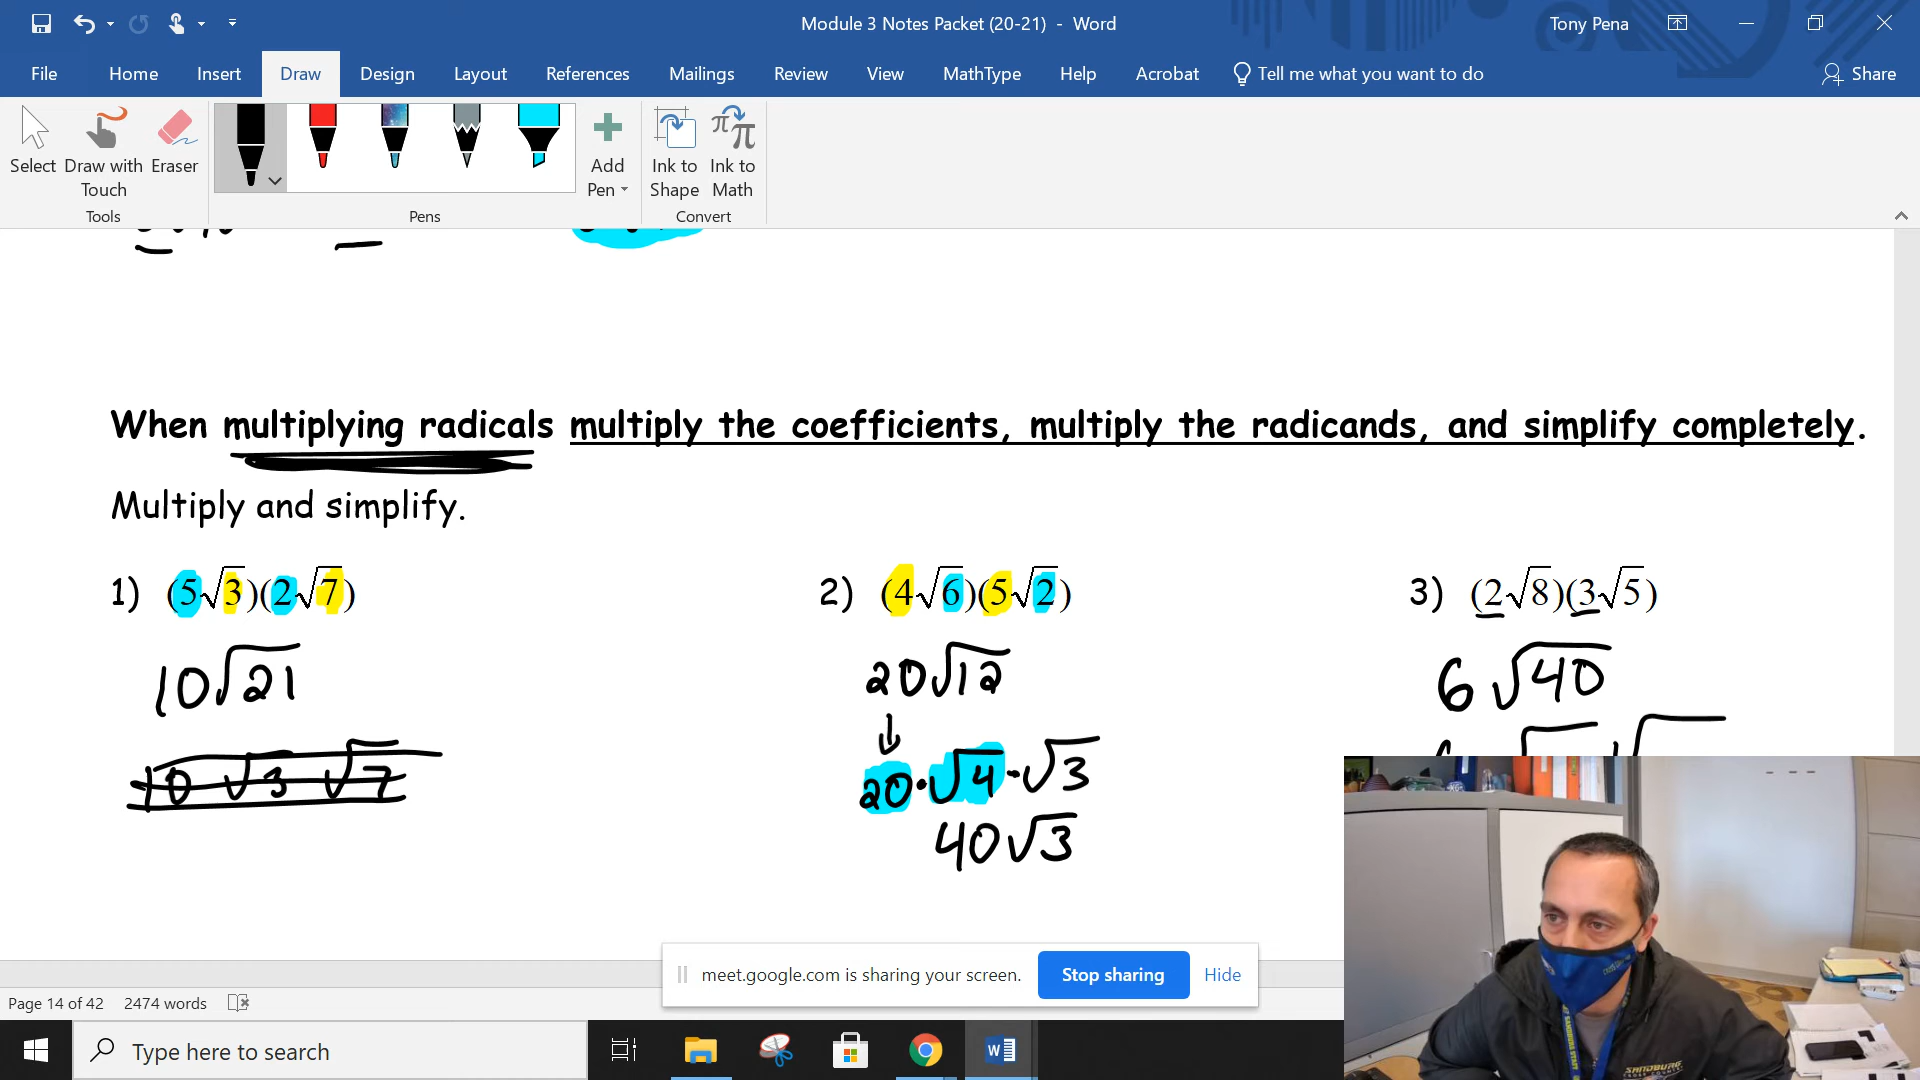 Module 3 Notes Packet (20-21) - Word
Tony Pena
File Home Insert Draw Design Layout References Mailings Review View MathType Help Acrobat Tell me what you want to do Share
Select Draw with Touch Eraser Add Pen Ink to Shape Ink to Math
Tools Pens Convert
When multiplying radicals multiply the coefficients, multiply the radicands, and simplify completely.
Multiply and simplify.
1) (5√3)(2√7) 2) (4√6)(5√2) 3) (2√8)(3√5)
10√21 20√12 6√40
10√3 √7 20·√4·√3
40√3
meet.google.com is sharing your screen. Stop sharing Hide
Page 14 of 42 2474 words
Type here to search
SANDBURG